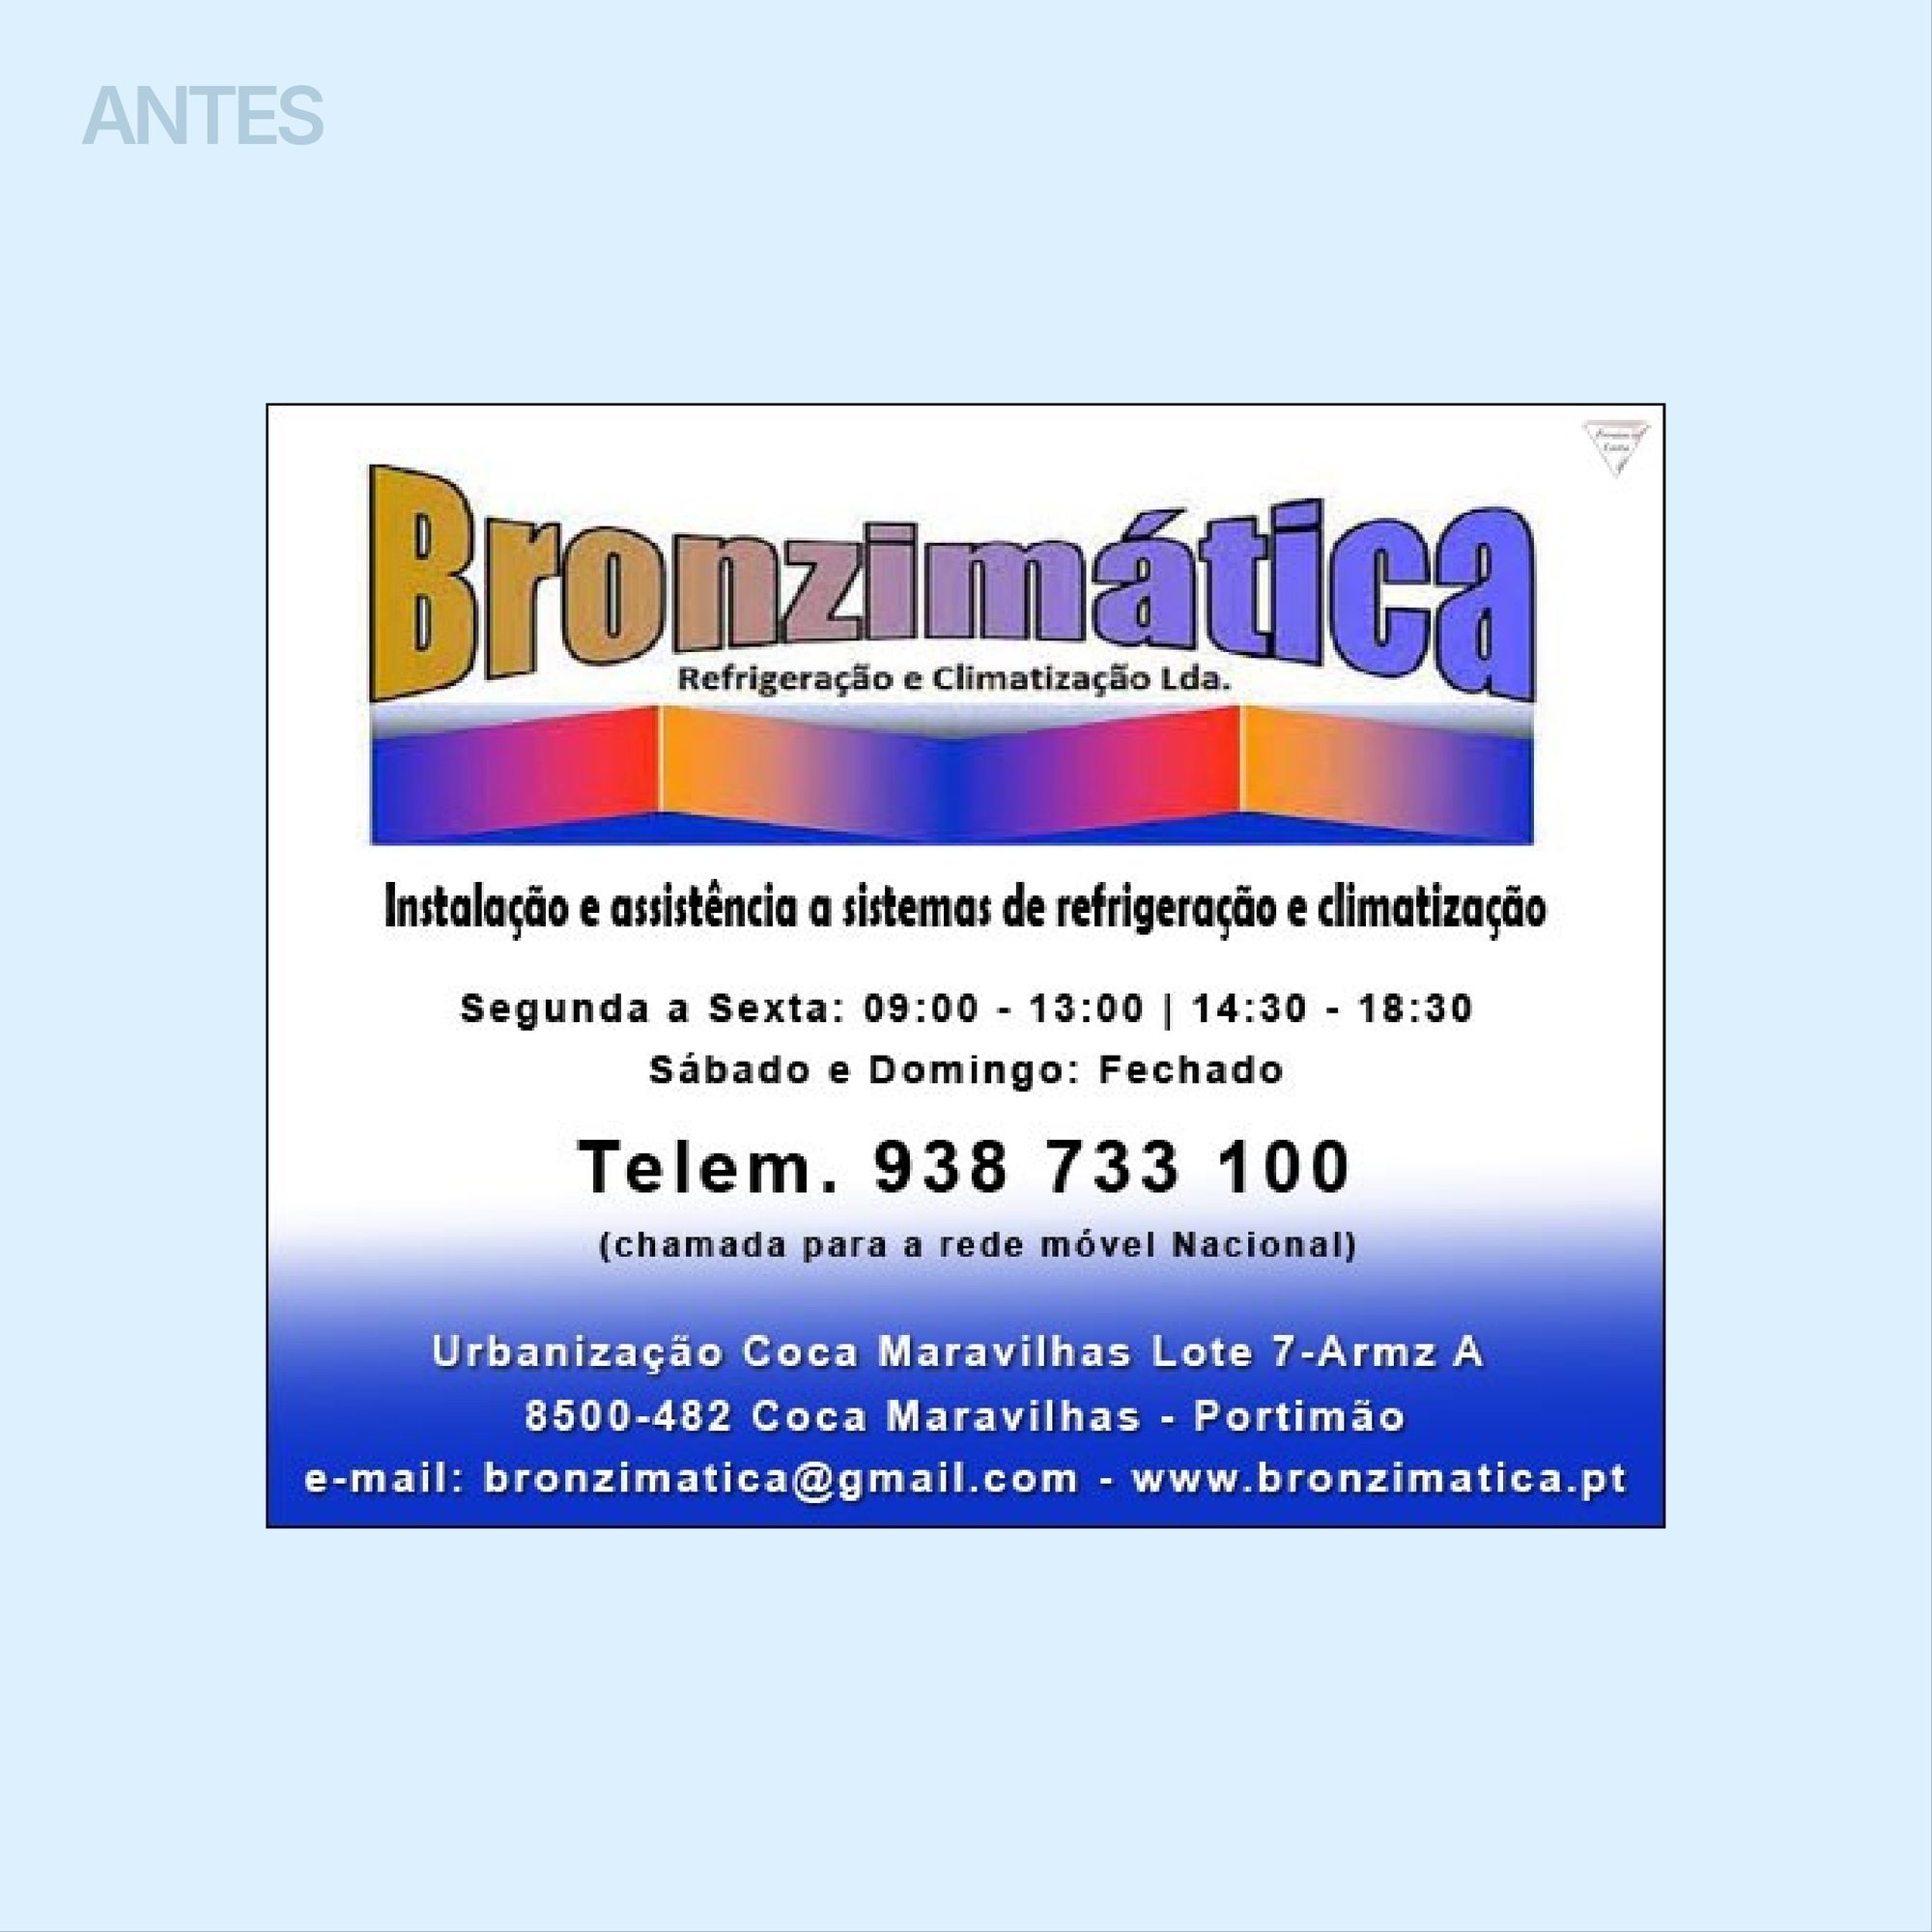 ANTES
Bronzimática
Refrigeração e Climatização Lda.
Instalação e assistência a sistemas de refrigeração e climatização
Segunda a Sexta: 09:00 - 13:00 | 14:30 - 18:30
Sábado e Domingo: Fechado
Telem. 938 733 100
(chamada para a rede móvel Nacional)
Urbanização Coca Maravilhas Lote 7-Armz A
8500-482 Coca Maravilhas - Portimão
e-mail: bronzimatica@gmail.com - www.bronzimatica.pt